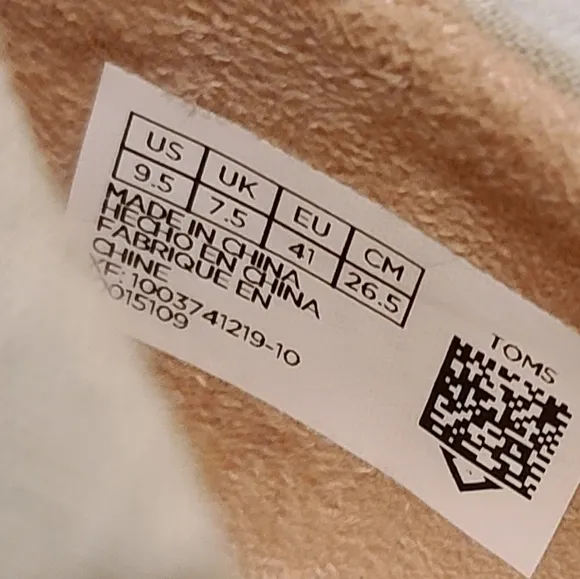 US UK EU CM
9.5 7.5 41 26.5
MADE IN CHINA
HECHO EN CHINA
FABRIQUE EN
CHINE
XF: 1003741219-10
015109
TOMS